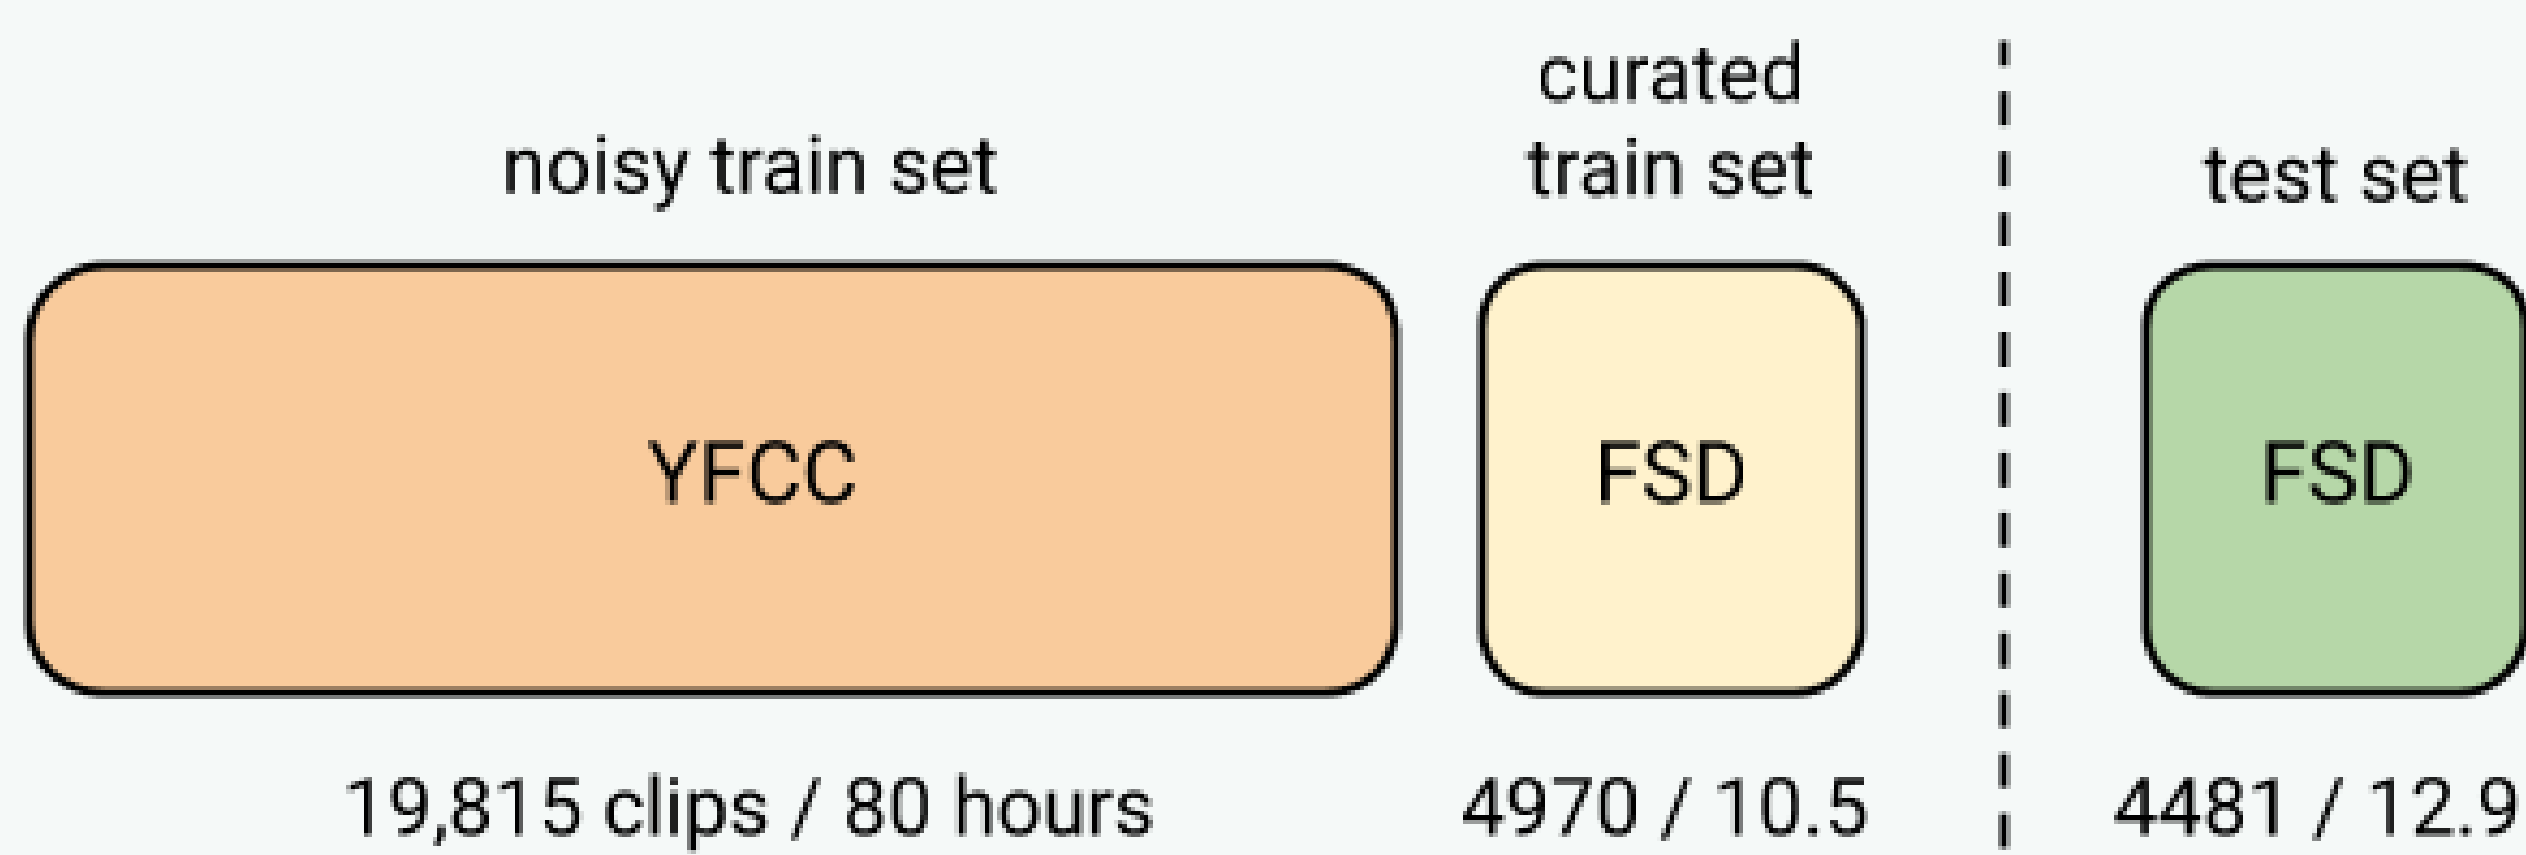 noisy train set
curated
train set
test set
YFCC
FSD
FSD
19,815 clips / 80 hours
4970 / 10.5
4481 / 12.9